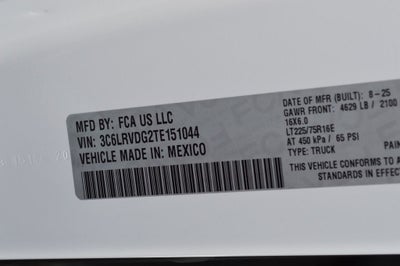 MFD BY: FCA US LLC
VIN: 3C6LRVDG2TE151044
VEHICLE MADE IN: MEXICO
DATE OF MFR (BUILT): 8-25
GAWR FRONT: 4629 LB / 2100
16X6.0
LT225/75R16E
AT 450 kPa / 65 PSI
TYPE: TRUCK PAIN
THIS VEHICLE CONFORMS TO A
STANDARDS IN EFFECT